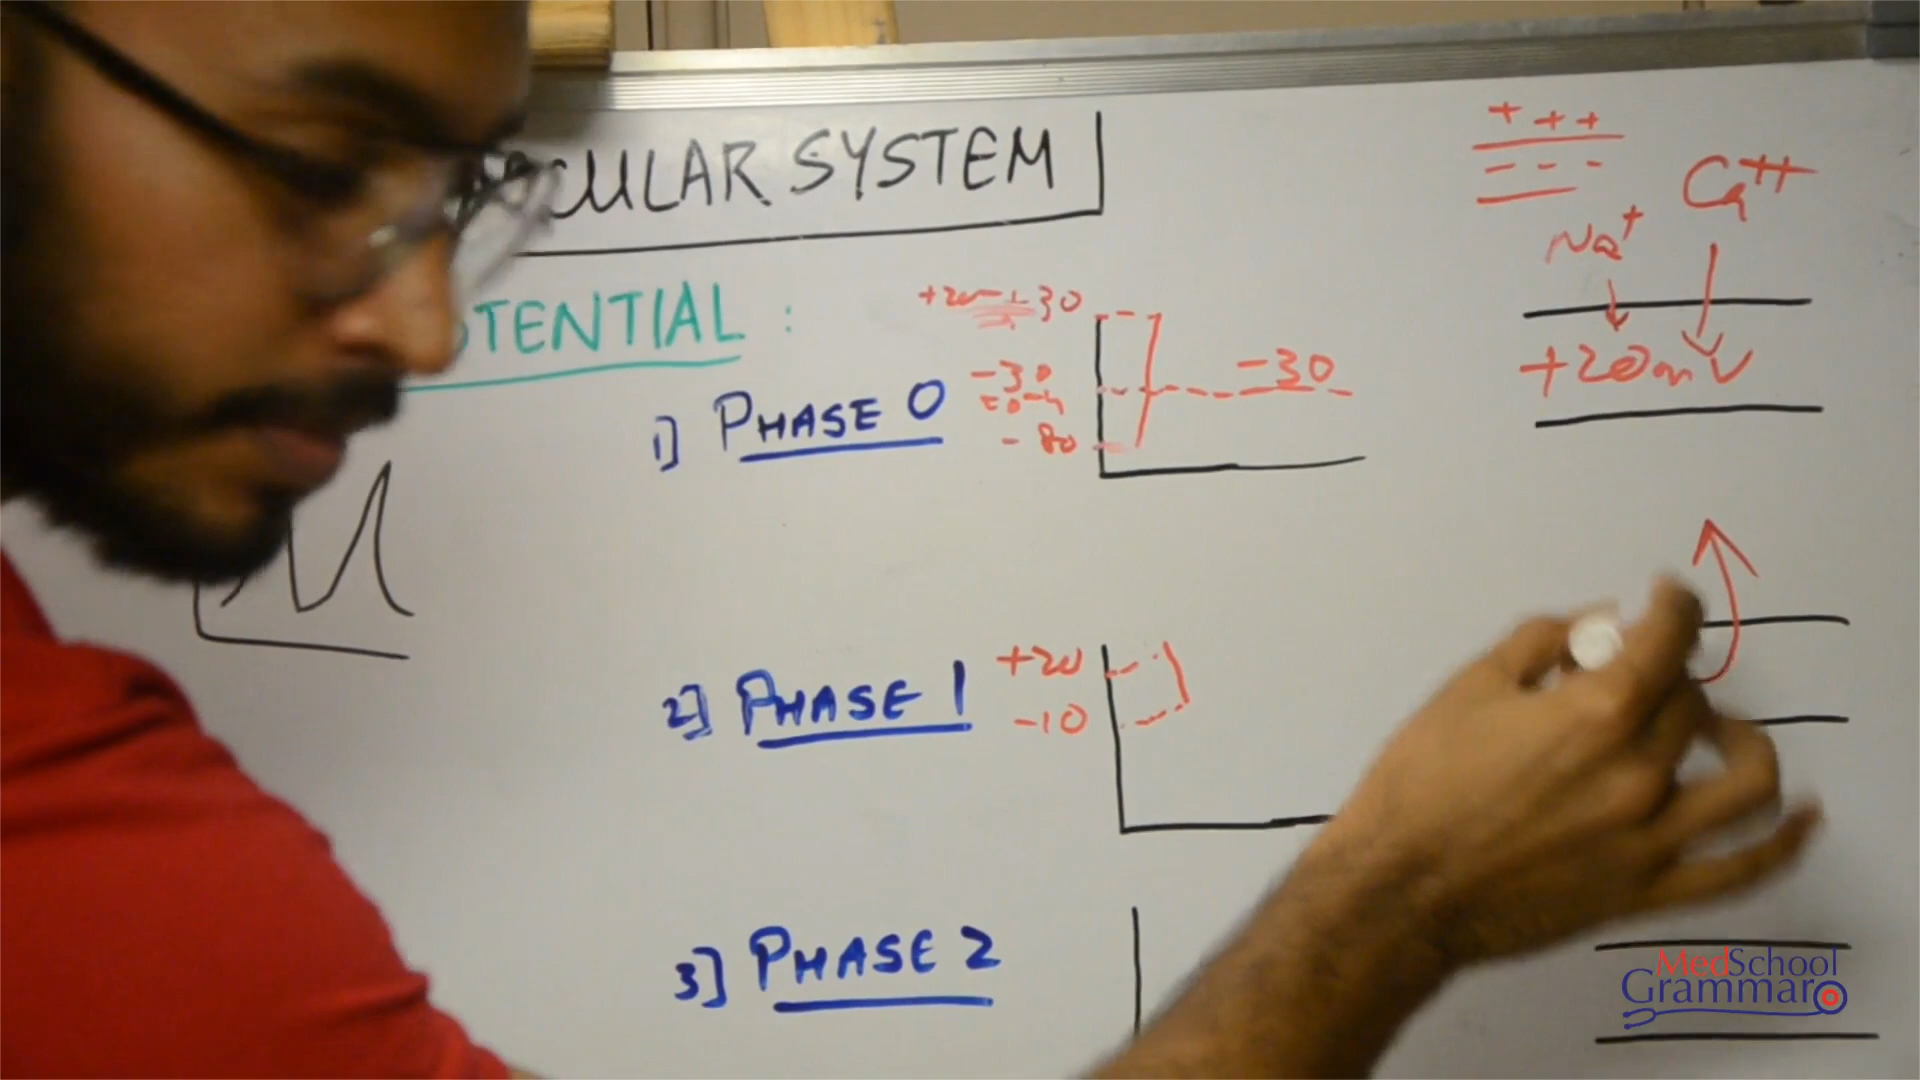 CULAR SYSTEM
TENTIAL :
1] PHASE 0
+20 - +30
-30
-80
-30
+ + +
- - -
Na+
Ca++
+20mV
2] PHASE 1
+20
-10
3] PHASE 2
MedSchool
Grammar